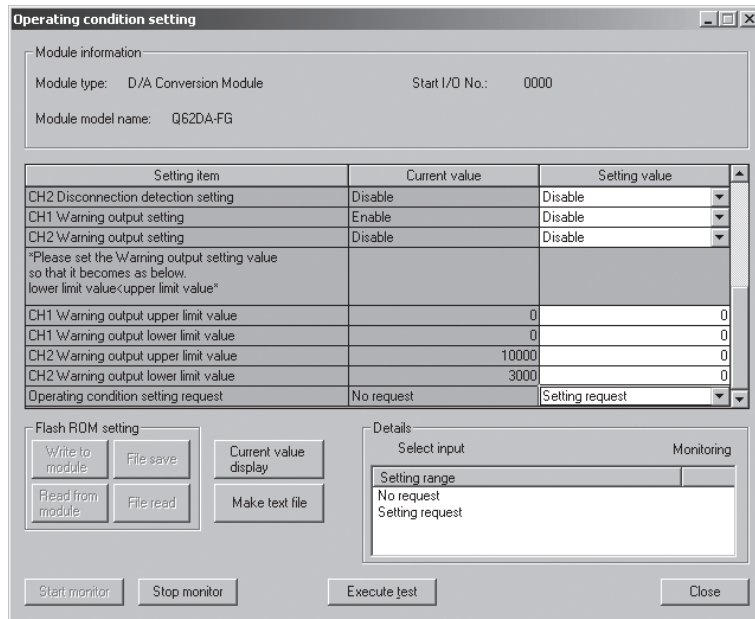 Operating condition setting
Module information
Module type: D/A Conversion Module Start I/O No.: 0000
Module model name: Q62DA-FG
Setting item Current value Setting value
CH2 Disconnection detection setting Disable Disable
CH1 Warning output setting Enable Disable
CH2 Warning output setting Disable Disable
*Please set the Warning output setting value
so that it becomes as below.
lower limit value<upper limit value*
CH1 Warning output upper limit value 0 0
CH1 Warning output lower limit value 0 0
CH2 Warning output upper limit value 10000 0
CH2 Warning output lower limit value 3000 0
Operating condition setting request No request Setting request
Flash ROM setting
Write to
module
File save
Read from
module
File read
Current value
display
Make text file
Details
Select input Monitoring
Setting range
No request
Setting request
Start monitor Stop monitor Execute test Close